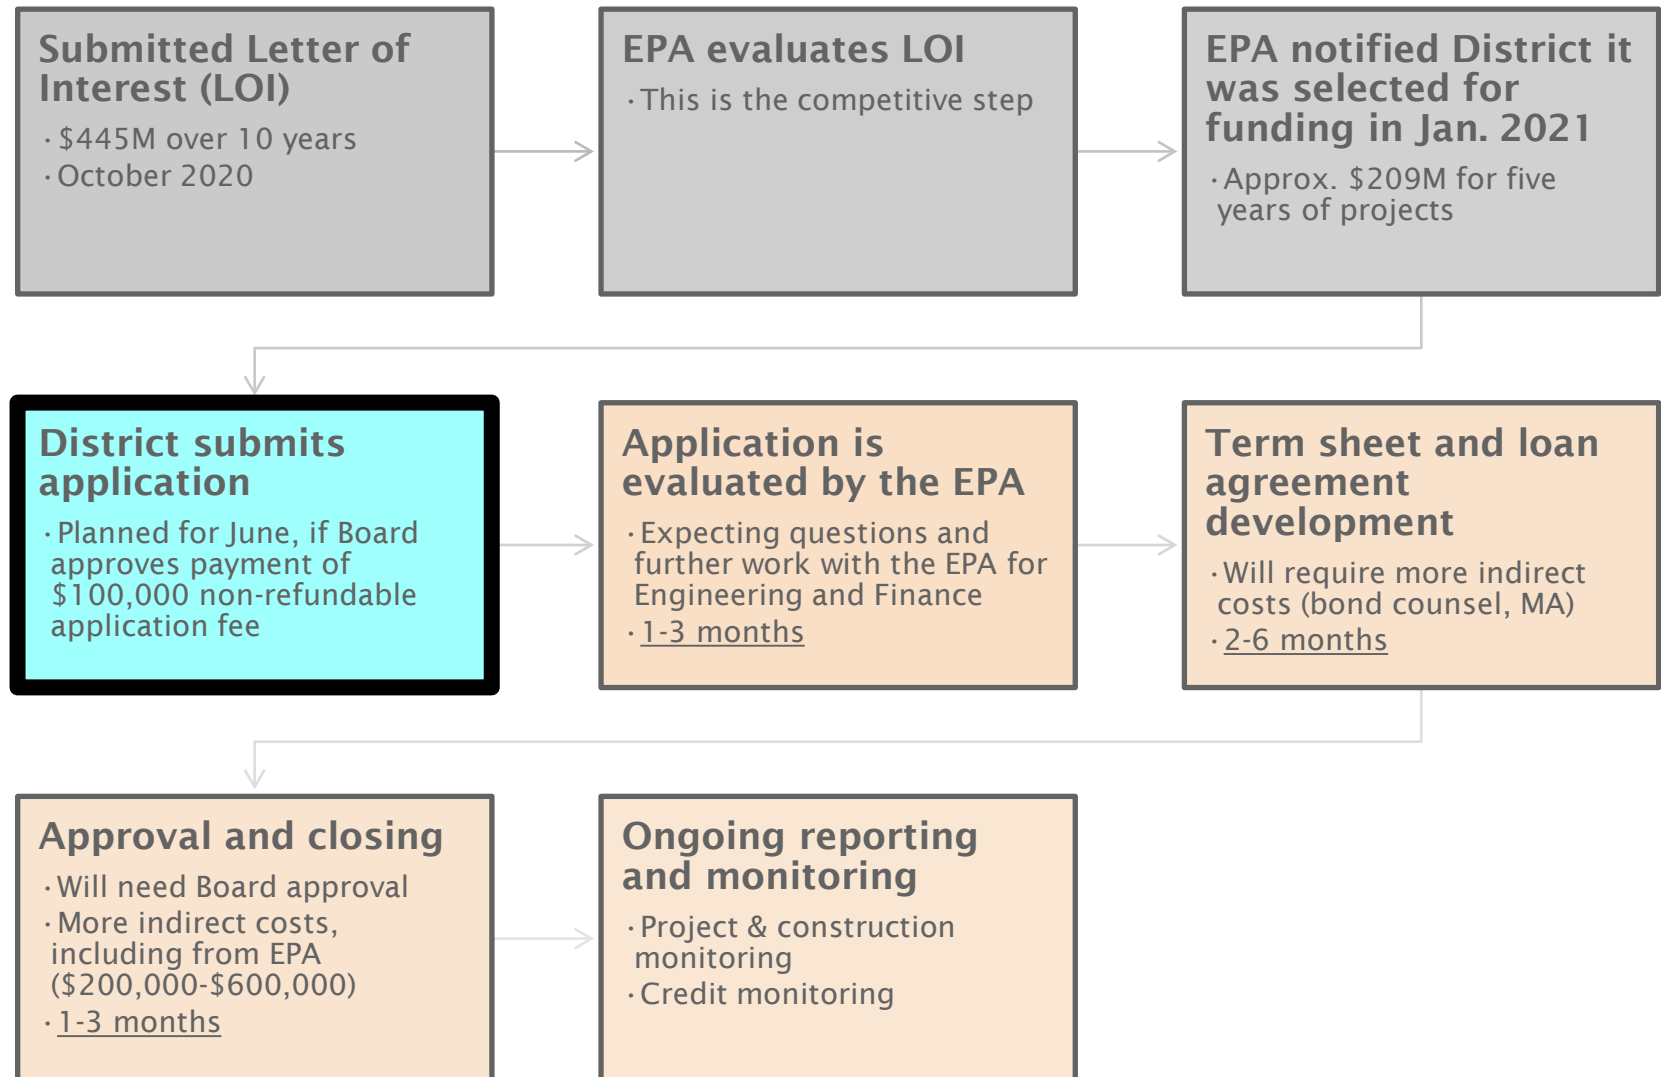 Submitted Letter of
Interest (LOI)
· $445M over 10 years
· October 2020
EPA evaluates LOI
· This is the competitive step
EPA notified District it
was selected for
funding in Jan. 2021
· Approx. $209M for five
years of projects
District submits
application
· Planned for June, if Board
approves payment of
$100,000 non-refundable
application fee
Application is
evaluated by the EPA
· Expecting questions and
further work with the EPA for
Engineering and Finance
· 1-3 months
Term sheet and loan
agreement
development
· Will require more indirect
costs (bond counsel, MA)
· 2-6 months
Approval and closing
· Will need Board approval
· More indirect costs,
including from EPA
($200,000-$600,000)
· 1-3 months
Ongoing reporting
and monitoring
· Project & construction
monitoring
· Credit monitoring